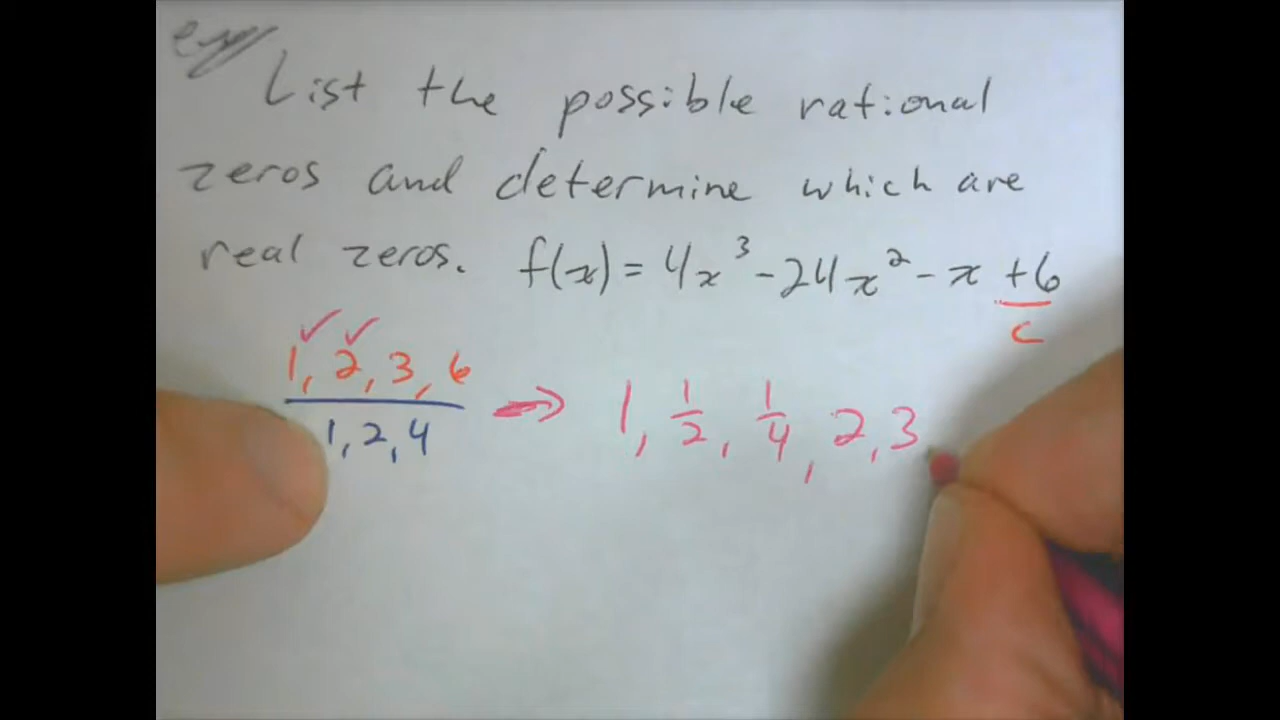 ex
List the possible rational
zeros and determine which are
real zeros. f(x) = 4x³ - 24x² - x + 6
c
1, 2, 3, 6
1, 2, 4
→ 1, 1/2, 1/4, 2, 3